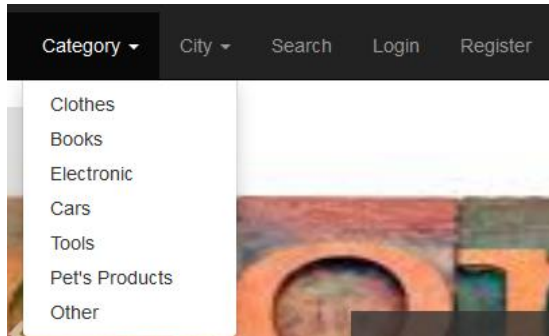 Category City Search Login Register
Clothes
Books
Electronic
Cars
Tools
Pet's Products
Other